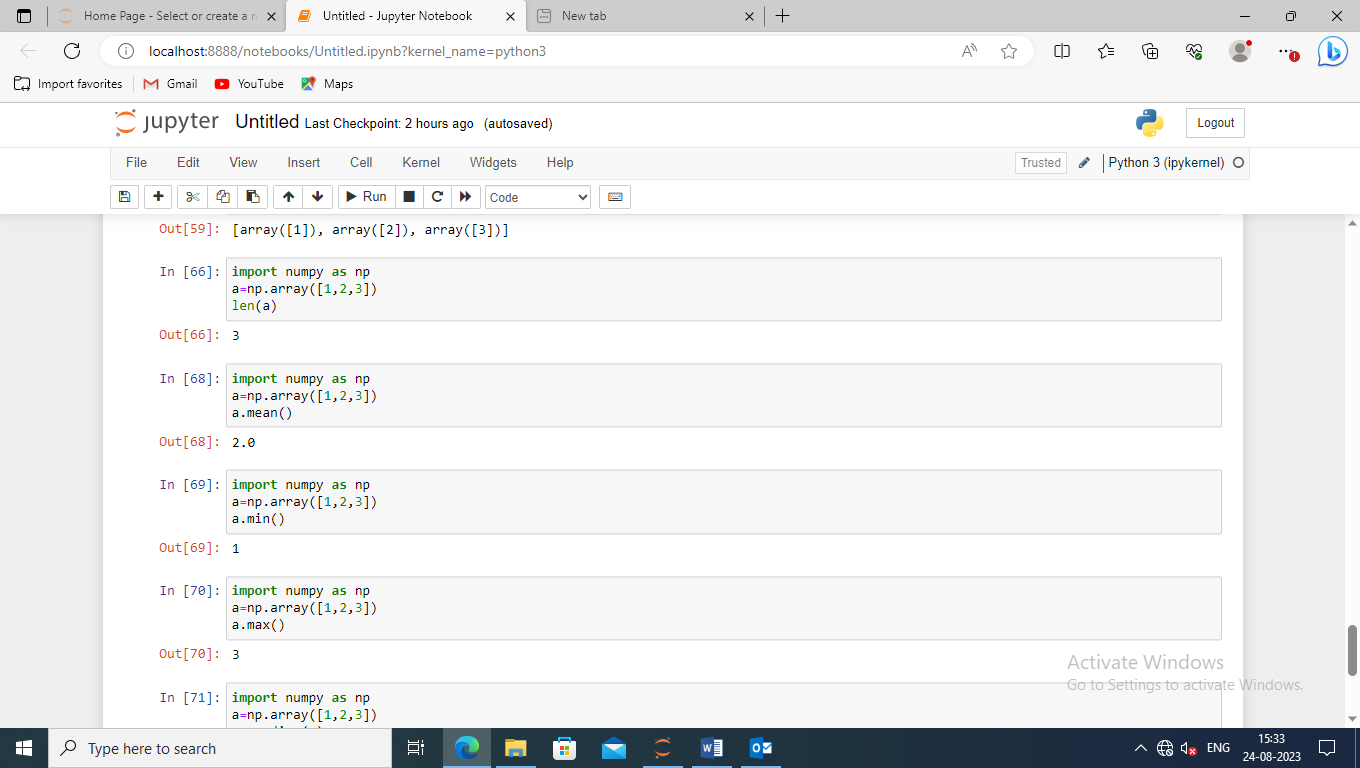 Home Page - Select or create a n
Untitled - Jupyter Notebook
New tab
localhost:8888/notebooks/Untitled.ipynb?kernel_name=python3
Import favorites
Gmail
YouTube
Maps
jupyter Untitled Last Checkpoint: 2 hours ago (autosaved)
Logout
File Edit View Insert Cell Kernel Widgets Help
Trusted
Python 3 (ipykernel)
Run
Code
Out[59]: [array([1]), array([2]), array([3])]
In [66]: import numpy as np
a=np.array([1,2,3])
len(a)
Out[66]: 3
In [68]: import numpy as np
a=np.array([1,2,3])
a.mean()
Out[68]: 2.0
In [69]: import numpy as np
a=np.array([1,2,3])
a.min()
Out[69]: 1
In [70]: import numpy as np
a=np.array([1,2,3])
a.max()
Out[70]: 3
In [71]: import numpy as np
a=np.array([1,2,3])
Activate Windows
Go to Settings to activate Windows.
Type here to search
ENG
15:33
24-08-2023